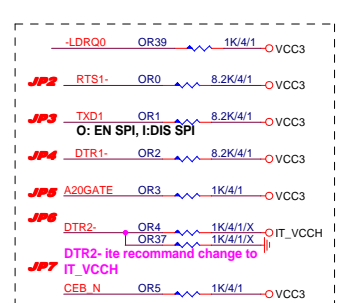 -LDRQ0 OR39 1K/4/1 VCC3
JP2 RTS1- OR0 8.2K/4/1 VCC3
JP3 TXD1 OR1 8.2K/4/1 VCC3
O: EN SPI, I:DIS SPI
JP4 DTR1- OR2 8.2K/4/1 VCC3
JP5 A20GATE OR3 1K/4/1 VCC3
JP6
DTR2- OR4 1K/4/1/X IT_VCCH
OR37 1K/4/1/X
DTR2- ite recommand change to
JP7 IT_VCCH
CEB_N OR5 1K/4/1 VCC3